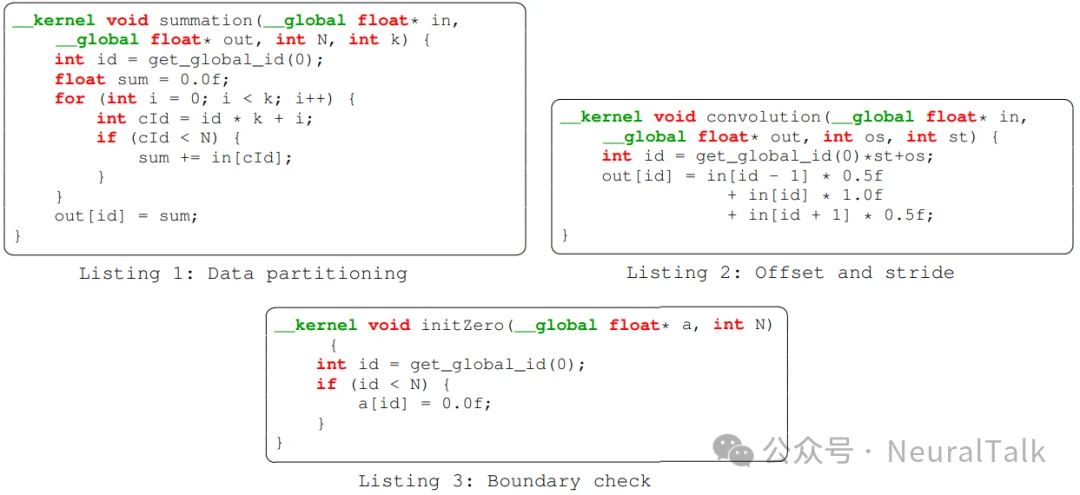 __kernel void summation(__global float* in,
__global float* out, int N, int k) {
int id = get_global_id(0);
float sum = 0.0f;
for (int i = 0; i < k; i++) {
int cId = id * k + i;
if (cId < N) {
sum += in[cId];
}
}
out[id] = sum;
}
Listing 1: Data partitioning
__kernel void convolution(__global float* in,
__global float* out, int os, int st) {
int id = get_global_id(0)*st+os;
out[id] = in[id - 1] * 0.5f
+ in[id] * 1.0f
+ in[id + 1] * 0.5f;
}
Listing 2: Offset and stride
__kernel void initZero(__global float* a, int N)
{
int id = get_global_id(0);
if (id < N) {
a[id] = 0.0f;
}
}
Listing 3: Boundary check
公众号 · NeuralTalk